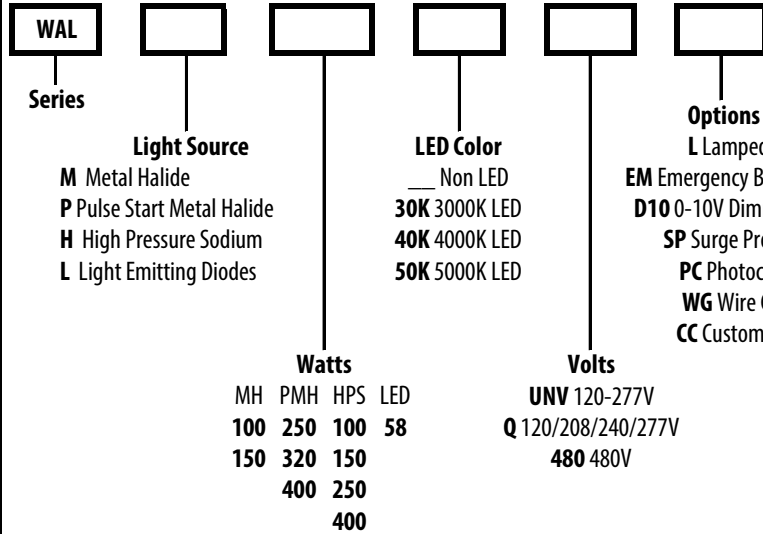 WAL
Series
Light Source
M Metal Halide
P Pulse Start Metal Halide
H High Pressure Sodium
L Light Emitting Diodes
LED Color
__ Non LED
30K 3000K LED
40K 4000K LED
50K 5000K LED
Options
L Lamped
EM Emergency B
D10 0-10V Dim
SP Surge Pr
PC Photoc
WG Wire
CC Custom
Watts
MH PMH HPS LED
100 250 100 58
150 320 150
400 250
400
Volts
UNV 120-277V
Q 120/208/240/277V
480 480V